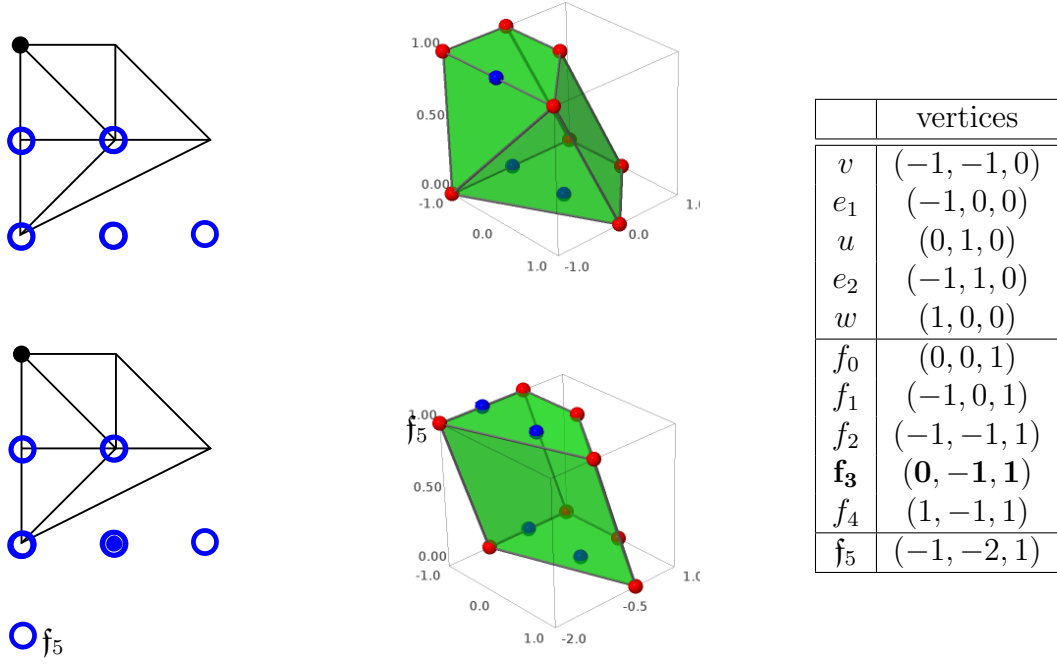 1.00
0.50
0.00
-1.0
0.0
1.0
-1.0
0.0
1.0
𝔣₅
1.00
0.50
0.00
-1.0
0.0
1.0
-2.0
-0.5
1.0
𝔣₅
vertices
v (−1, −1, 0)
e₁ (−1, 0, 0)
u (0, 1, 0)
e₂ (−1, 1, 0)
w (1, 0, 0)
f₀ (0, 0, 1)
f₁ (−1, 0, 1)
f₂ (−1, −1, 1)
f₃ (0, −1, 1)
f₄ (1, −1, 1)
𝔣₅ (−1, −2, 1)